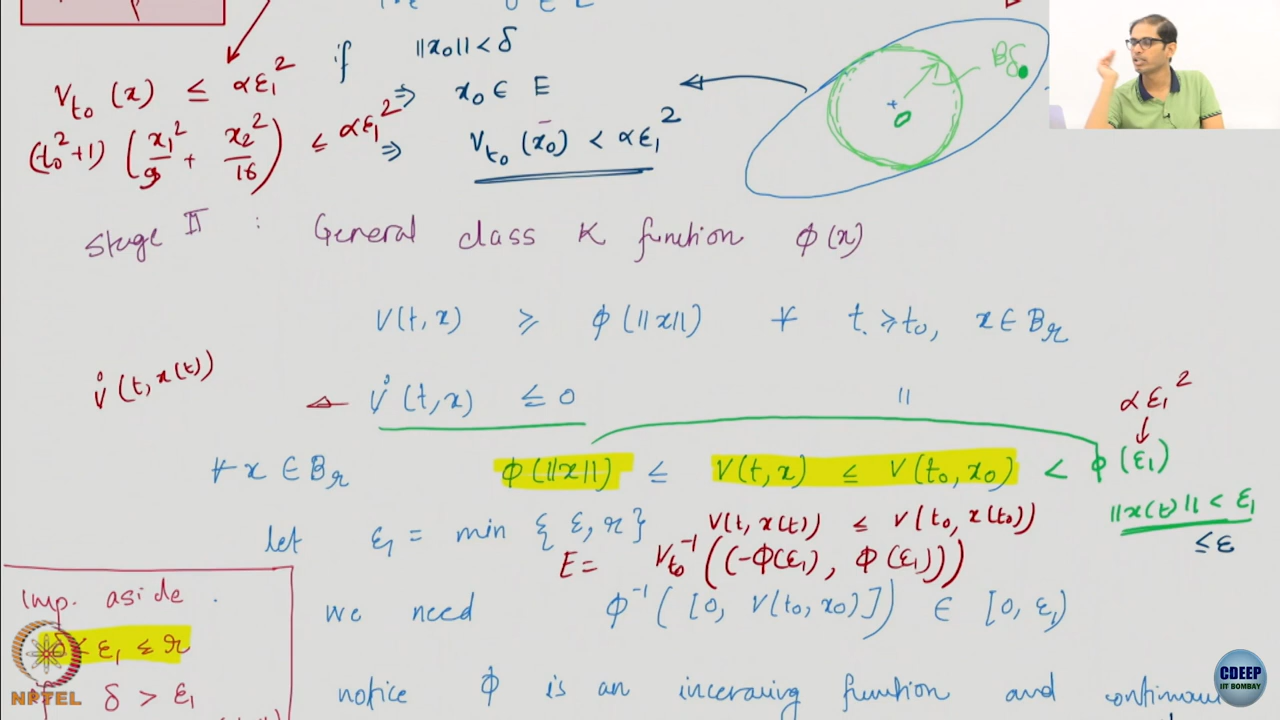 if ||x₀|| < δ
V_{t₀}(x) ≤ αε₁²
⇒ x₀ ∈ E
Bδ
(t₀²+1) (x₁²/9 + x₂²/16) ≤ αε₁²
⇒ V_{t₀}(x₀) < αε₁²
Stage II : General class K function φ(x)
V(t,x) ≥ φ(||x||) ∀ t ≥ t₀, x ∈ B_r
V̇(t, x(t))
V̇(t,x) ≤ 0 "
αε₁²
∀ x ∈ B_r φ(||x||) ≤ V(t,x) ≤ V(t₀, x₀) < φ(ε₁)
||x(t)|| < ε₁
≤ ε
let ε₁ = min {ε, r} V(t, x(t)) ≤ V(t₀, x(t₀))
E = V_{t₀}⁻¹((-φ(ε₁), φ(ε₁)))
Imp. aside.
we need φ⁻¹([0, V(t₀, x₀)]) ∈ [0, ε₁)
δ < ε₁ ≤ r
δ > ε₁
notice φ is an incerasing function and
NPTEL
CDEEP
IIT BOMBAY